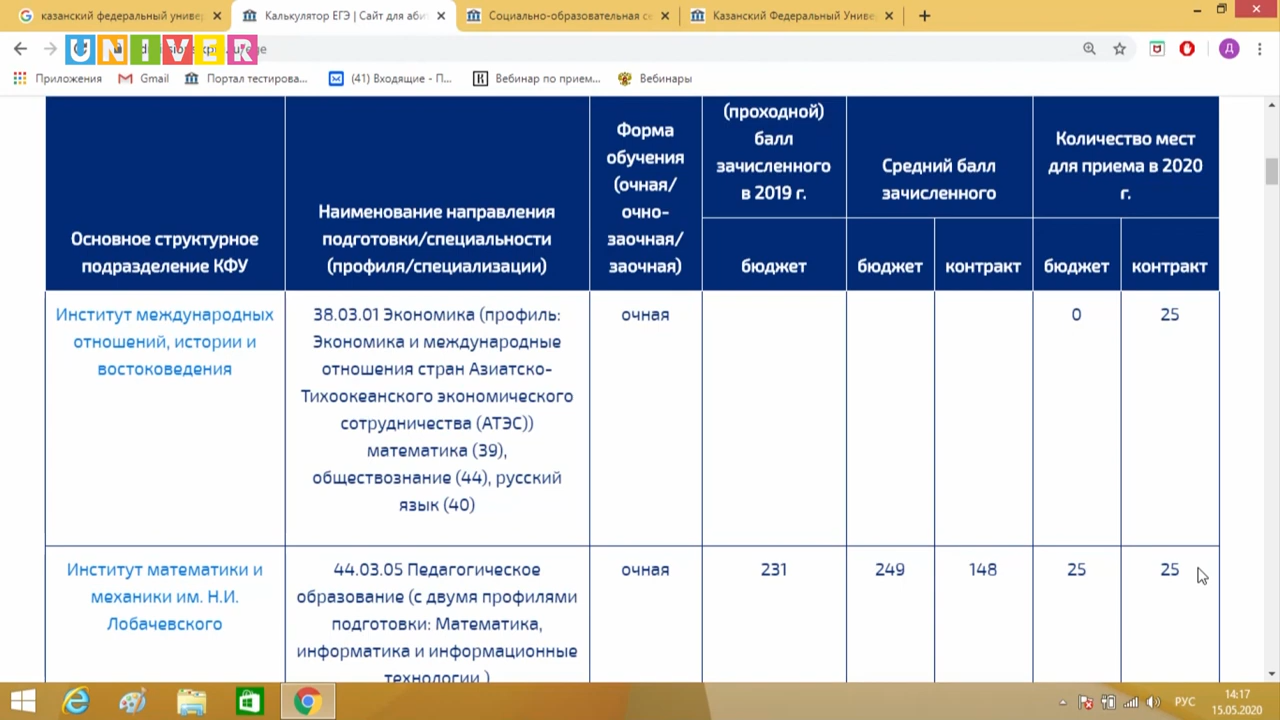 казанский федеральный универ
Калькулятор ЕГЭ | Сайт для аби
Социально-образовательная се
Казанский Федеральный Униве
UNIVER
Приложения
Gmail
Портал тестирова...
(41) Входящие - П...
Вебинар по прием...
Вебинары
Основное структурное
подразделение КФУ
Наименование направления
подготовки/специальности
(профиля/специализации)
Форма
обучения
(очная/
очно-
заочная/
заочная)
(проходной)
балл
зачисленного
в 2019 г.
Средний балл
зачисленного
Количество мест
для приема в 2020
г.
бюджет
бюджет
контракт
бюджет
контракт
Институт международных
отношений, истории и
востоковедения
38.03.01 Экономика (профиль:
Экономика и международные
отношения стран Азиатско-
Тихоокеанского экономического
сотрудничества (АТЭС))
математика (39),
обществознание (44), русский
язык (40)
очная
0
25
Институт математики и
механики им. Н.И.
Лобачевского
44.03.05 Педагогическое
образование (с двумя профилями
подготовки: Математика,
информатика и информационные
технологии )
очная
231
249
148
25
25
РУС
14:17
15.05.2020